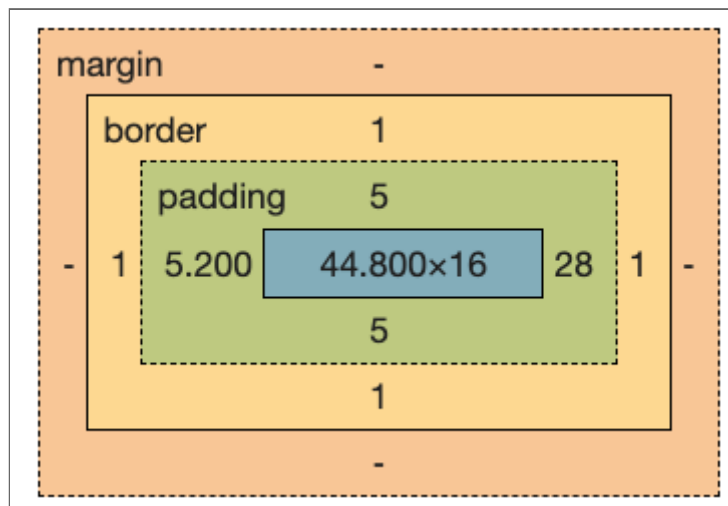 margin -
border 1
padding 5
- 1 5.200 44.800×16 28 1 -
5
1
-